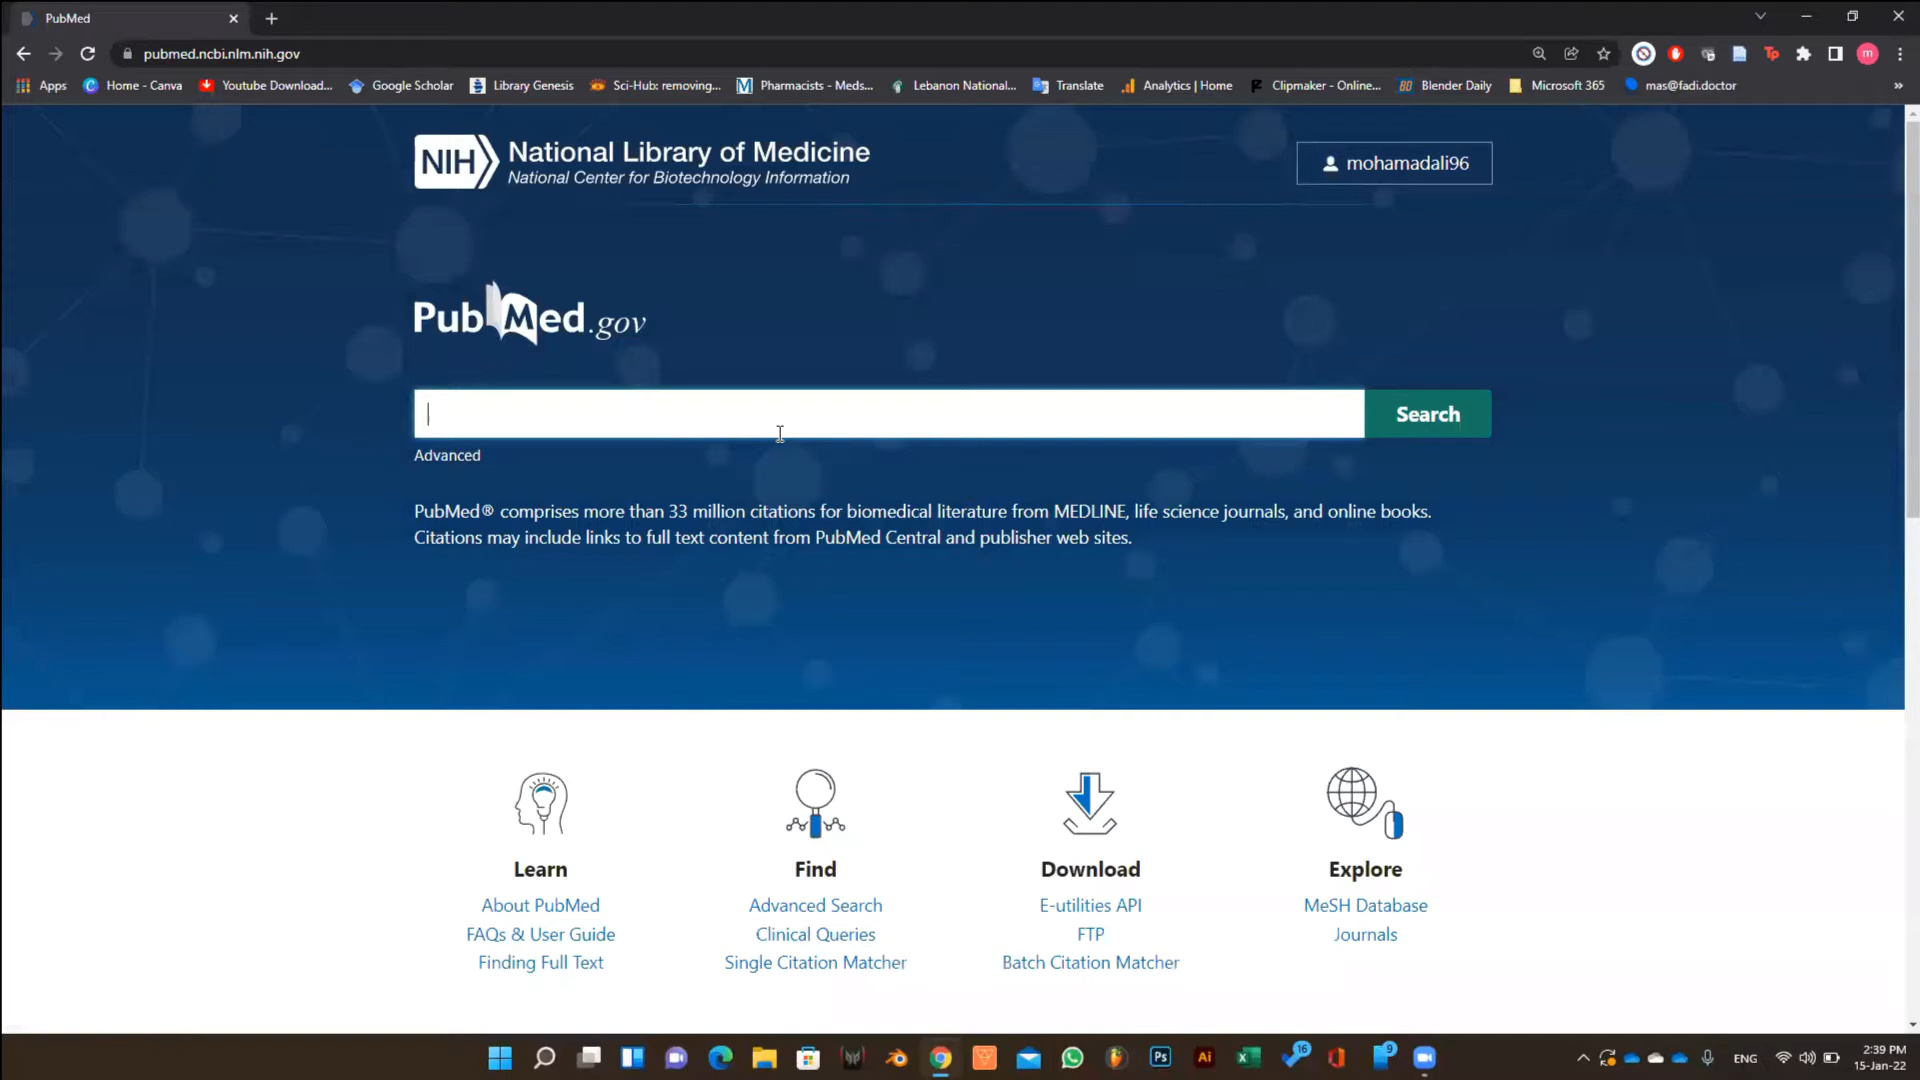 PubMed
pubmed.ncbi.nlm.nih.gov
Apps
Home - Canva
Youtube Download...
Google Scholar
Library Genesis
Sci-Hub: removing...
Pharmacists - Meds...
Lebanon National...
Translate
Analytics | Home
Clipmaker - Online...
Blender Daily
Microsoft 365
mas@fadi.doctor
»
NIH National Library of Medicine
National Center for Biotechnology Information
mohamadali96
PubMed.gov
Search
Advanced
PubMed® comprises more than 33 million citations for biomedical literature from MEDLINE, life science journals, and online books.
Citations may include links to full text content from PubMed Central and publisher web sites.
Learn
About PubMed
FAQs & User Guide
Finding Full Text
Find
Advanced Search
Clinical Queries
Single Citation Matcher
Download
E-utilities API
FTP
Batch Citation Matcher
Explore
MeSH Database
Journals
Ps
Ai
16
9
ENG
2:39 PM
15-Jan-22